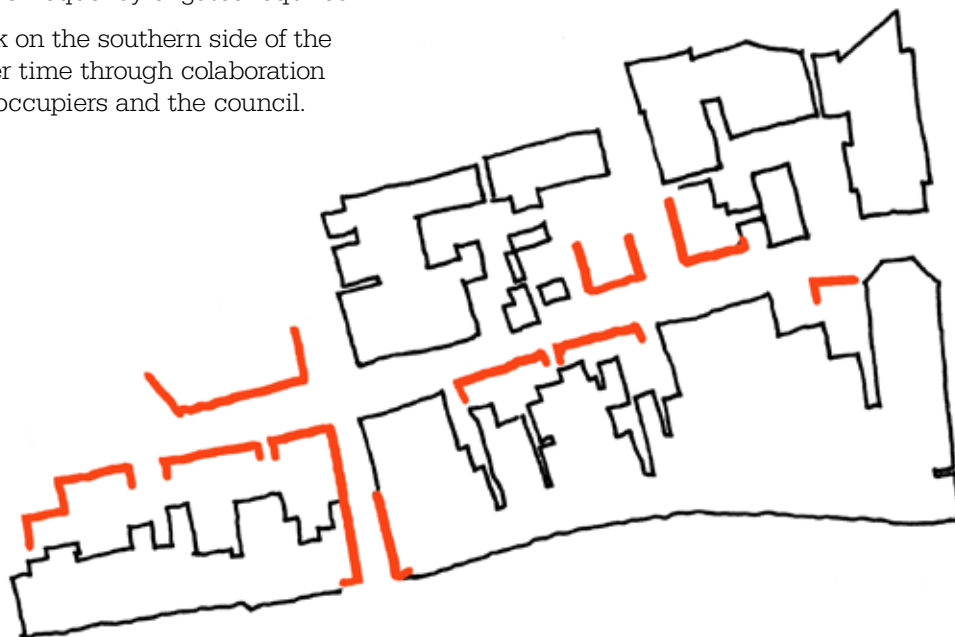 k on the southern side of the
er time through colaboration
occupiers and the council.